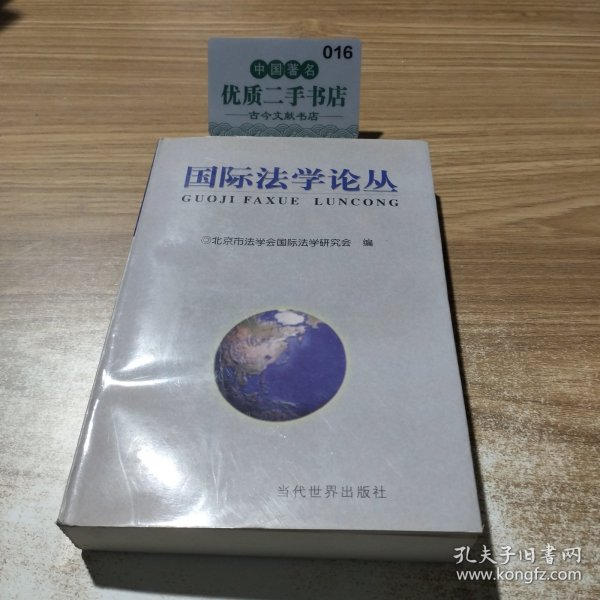 016
中国著名
优质二手书店
古今文献书店
国际法学论丛
GUOJI FAXUE LUNCONG
◎北京市法学会国际法学研究会 编
当代世界出版社
孔夫子旧书网
www.kongfz.com